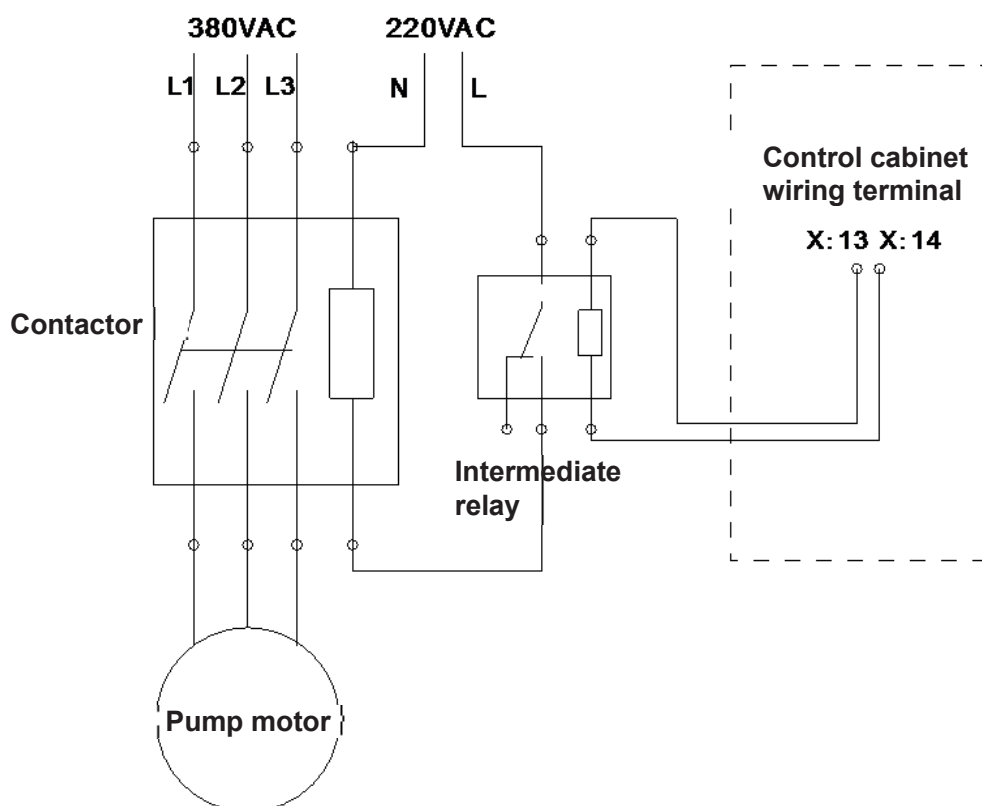 380VAC 220VAC
L1 L2 L3 N L
Control cabinet
wiring terminal
X:13 X:14
Contactor
Intermediate
relay
Pump motor